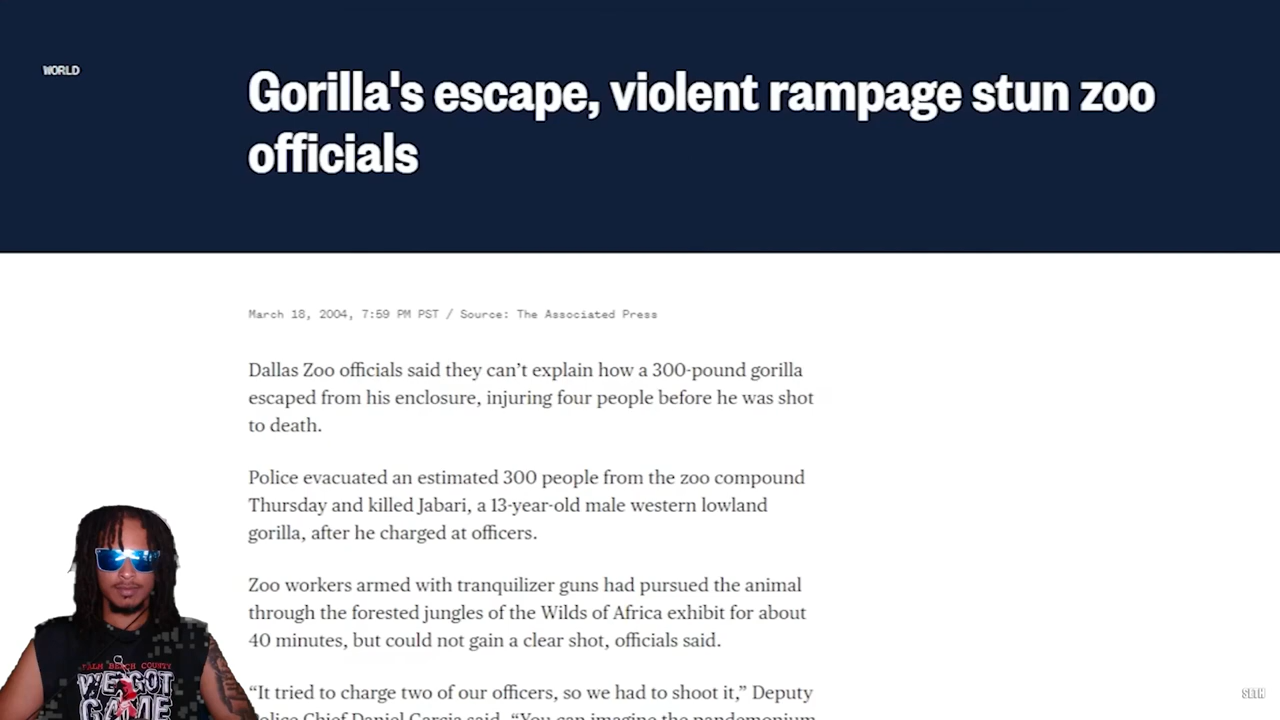 WORLD
Gorilla's escape, violent rampage stun zoo
officials
March 18, 2004, 7:59 PM PST / Source: The Associated Press
Dallas Zoo officials said they can’t explain how a 300-pound gorilla
escaped from his enclosure, injuring four people before he was shot
to death.
Police evacuated an estimated 300 people from the zoo compound
Thursday and killed Jabari, a 13-year-old male western lowland
gorilla, after he charged at officers.
Zoo workers armed with tranquilizer guns had pursued the animal
through the forested jungles of the Wilds of Africa exhibit for about
40 minutes, but could not gain a clear shot, officials said.
“It tried to charge two of our officers, so we had to shoot it,” Deputy
Police Chief Daniel Garcia said. “You can imagine the pandemonium
PALM BEACH COUNTY
WE GOT
GAME
SETH